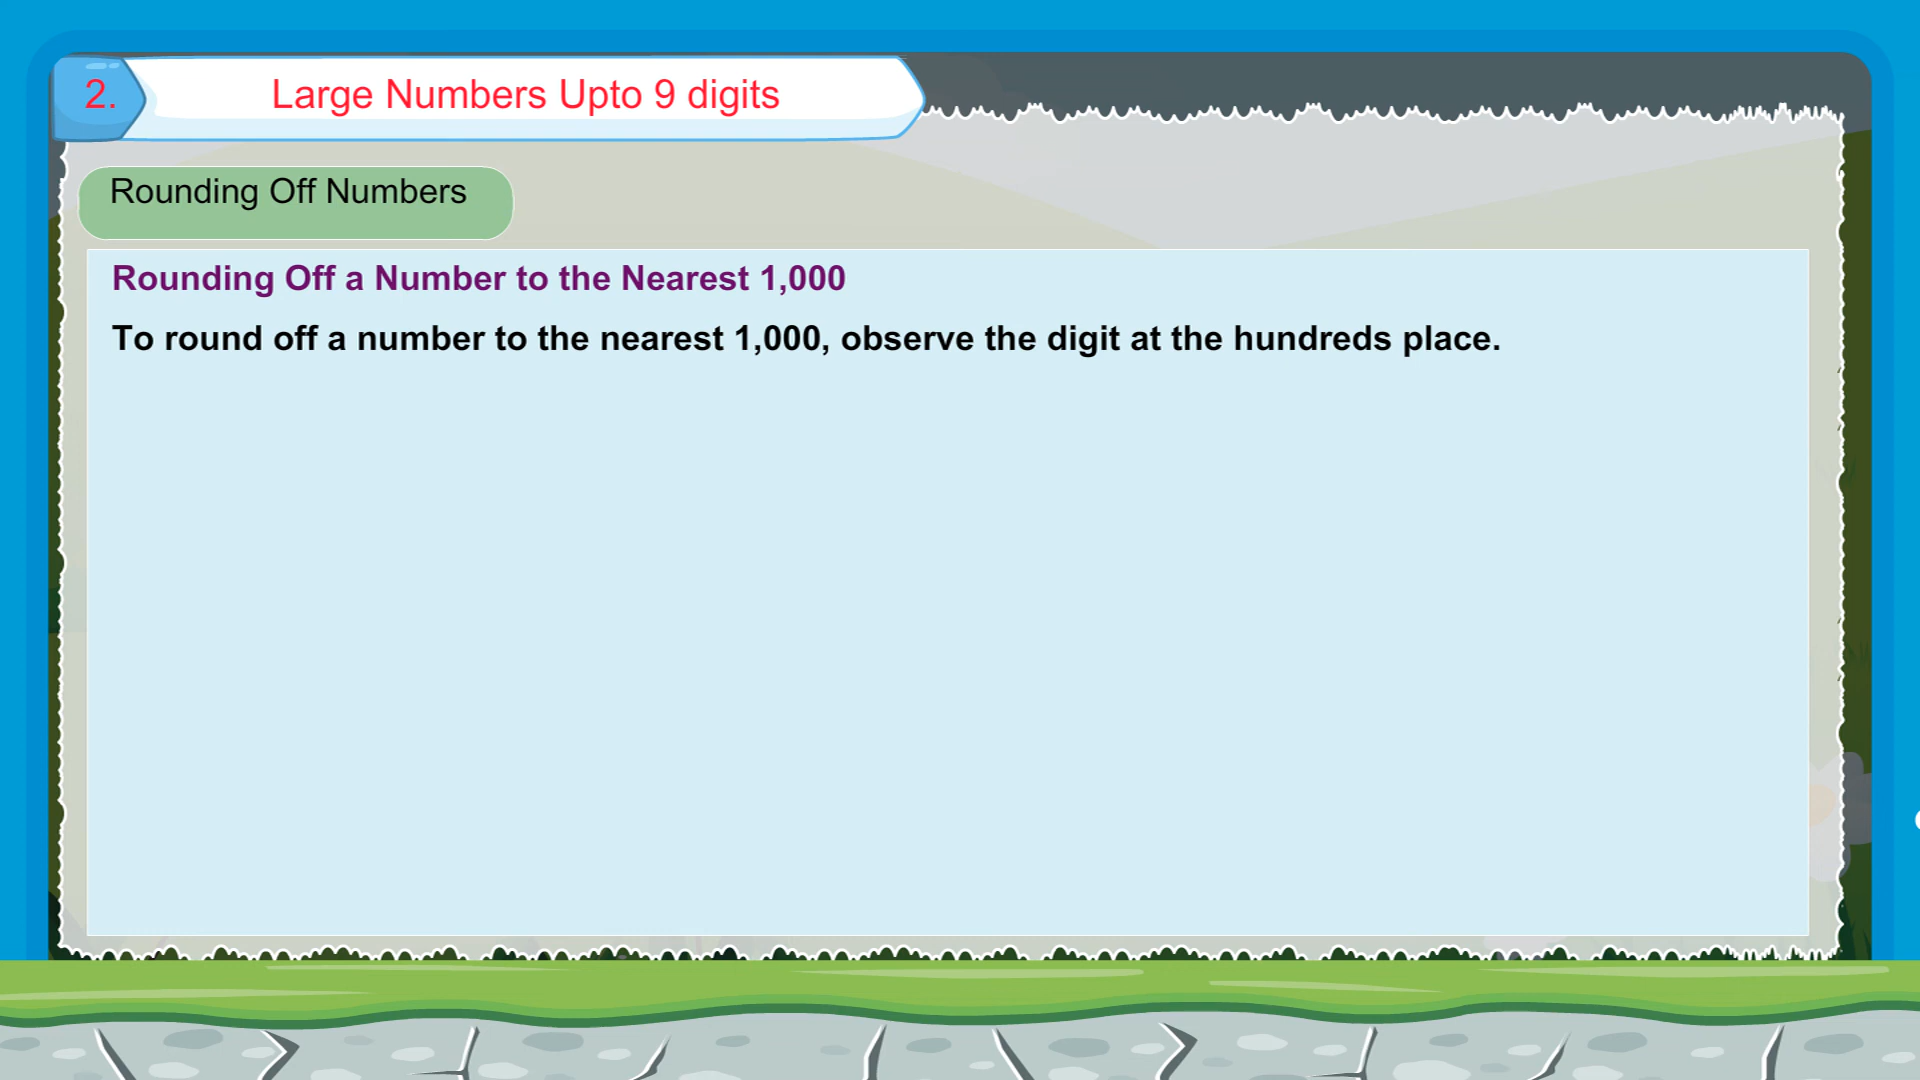 2.
Large Numbers Upto 9 digits
Rounding Off Numbers
Rounding Off a Number to the Nearest 1,000
To round off a number to the nearest 1,000, observe the digit at the hundreds place.